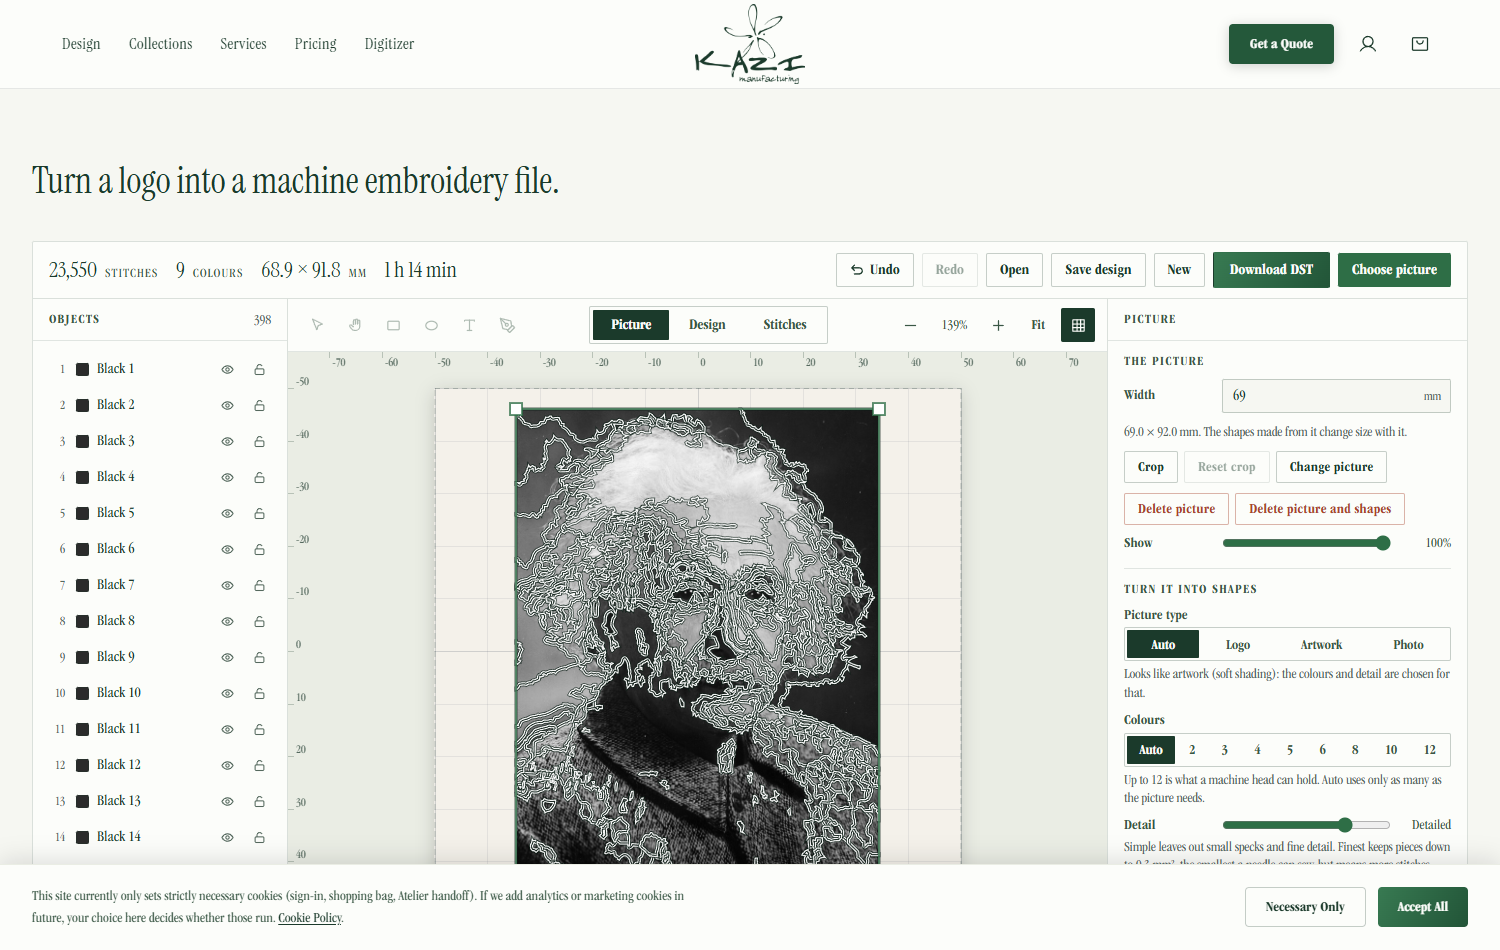 Design Collections Services Pricing Digitizer
KAZI
manufacturing
Get a Quote
Turn a logo into a machine embroidery file.
23,550 STITCHES 9 COLOURS 68.9 × 91.8 MM 1 h 14 min
Undo Redo Open Save design New Download DST Choose picture
OBJECTS 398
Picture Design Stitches
139% Fit
PICTURE
-70 -60 -50 -40 -30 -20 -10 0 10 20 30 40 50 60 70
-50
-40
-30
-20
-10
0
10
20
30
40
1 Black 1
2 Black 2
3 Black 3
4 Black 4
5 Black 5
6 Black 6
7 Black 7
8 Black 8
9 Black 9
10 Black 10
11 Black 11
12 Black 12
13 Black 13
14 Black 14
THE PICTURE
Width 69 mm
69.0 × 92.0 mm. The shapes made from it change size with it.
Crop Reset crop Change picture
Delete picture Delete picture and shapes
Show 100%
TURN IT INTO SHAPES
Picture type
Auto Logo Artwork Photo
Looks like artwork (soft shading): the colours and detail are chosen for
that.
Colours
Auto 2 3 4 5 6 8 10 12
Up to 12 is what a machine head can hold. Auto uses only as many as
the picture needs.
Detail Detailed
Simple leaves out small specks and fine detail. Finest keeps pieces down
This site currently only sets strictly necessary cookies (sign-in, shopping bag, Atelier handoff). If we add analytics or marketing cookies in
future, your choice here decides whether those run. Cookie Policy.
Necessary Only Accept All